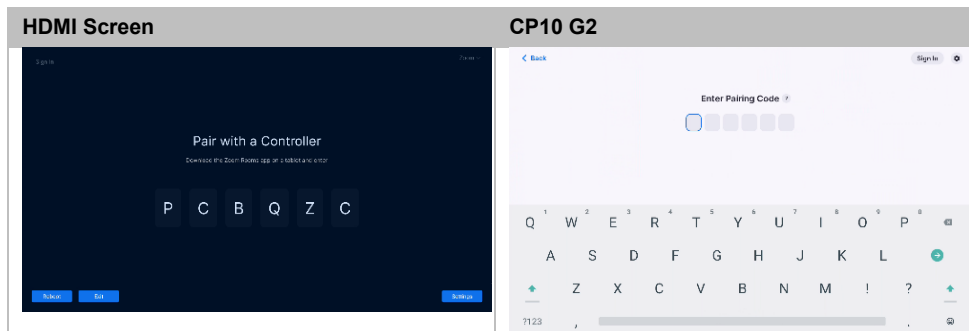 HDMI Screen
CP10 G2
Sign In
Pair with a Controller
Download the Zoom Rooms app on a tablet and enter
P C B Q Z C
Reboot
Exit
Settings
Back
Sign In
Enter Pairing Code ?
Q 1 W 2 E 3 R 4 T 5 Y 6 U 7 I 8 O 9 P
A S D F G H J K L
Z X C V B N M ! ?
?123 , .